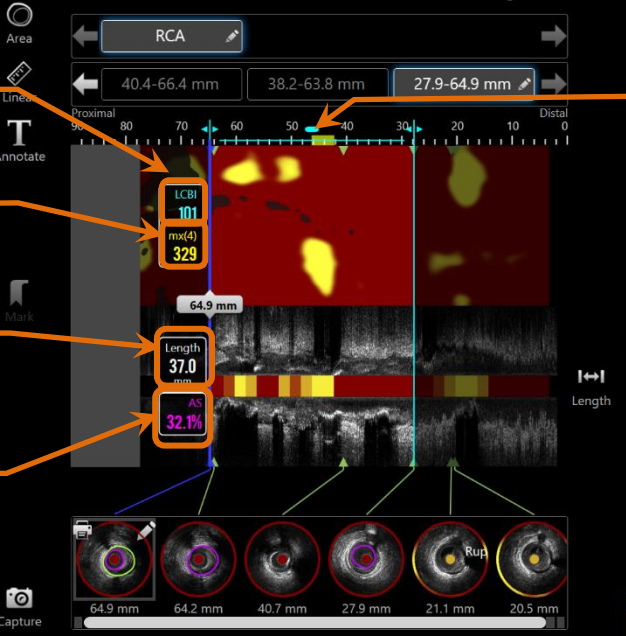 RCA
Area
40.4-66.4 mm 38.2-63.8 mm 27.9-64.9 mm
Linear
Proximal Distal
90 80 70 60 50 40 30 20 10 0
T
Annotate
LCBI
101
mx(4)
329
Mark
64.9 mm
Length
37.0
mm
Length
AS
32.1%
Rup
Capture
64.9 mm 64.2 mm 40.7 mm 27.9 mm 21.1 mm 20.5 mm